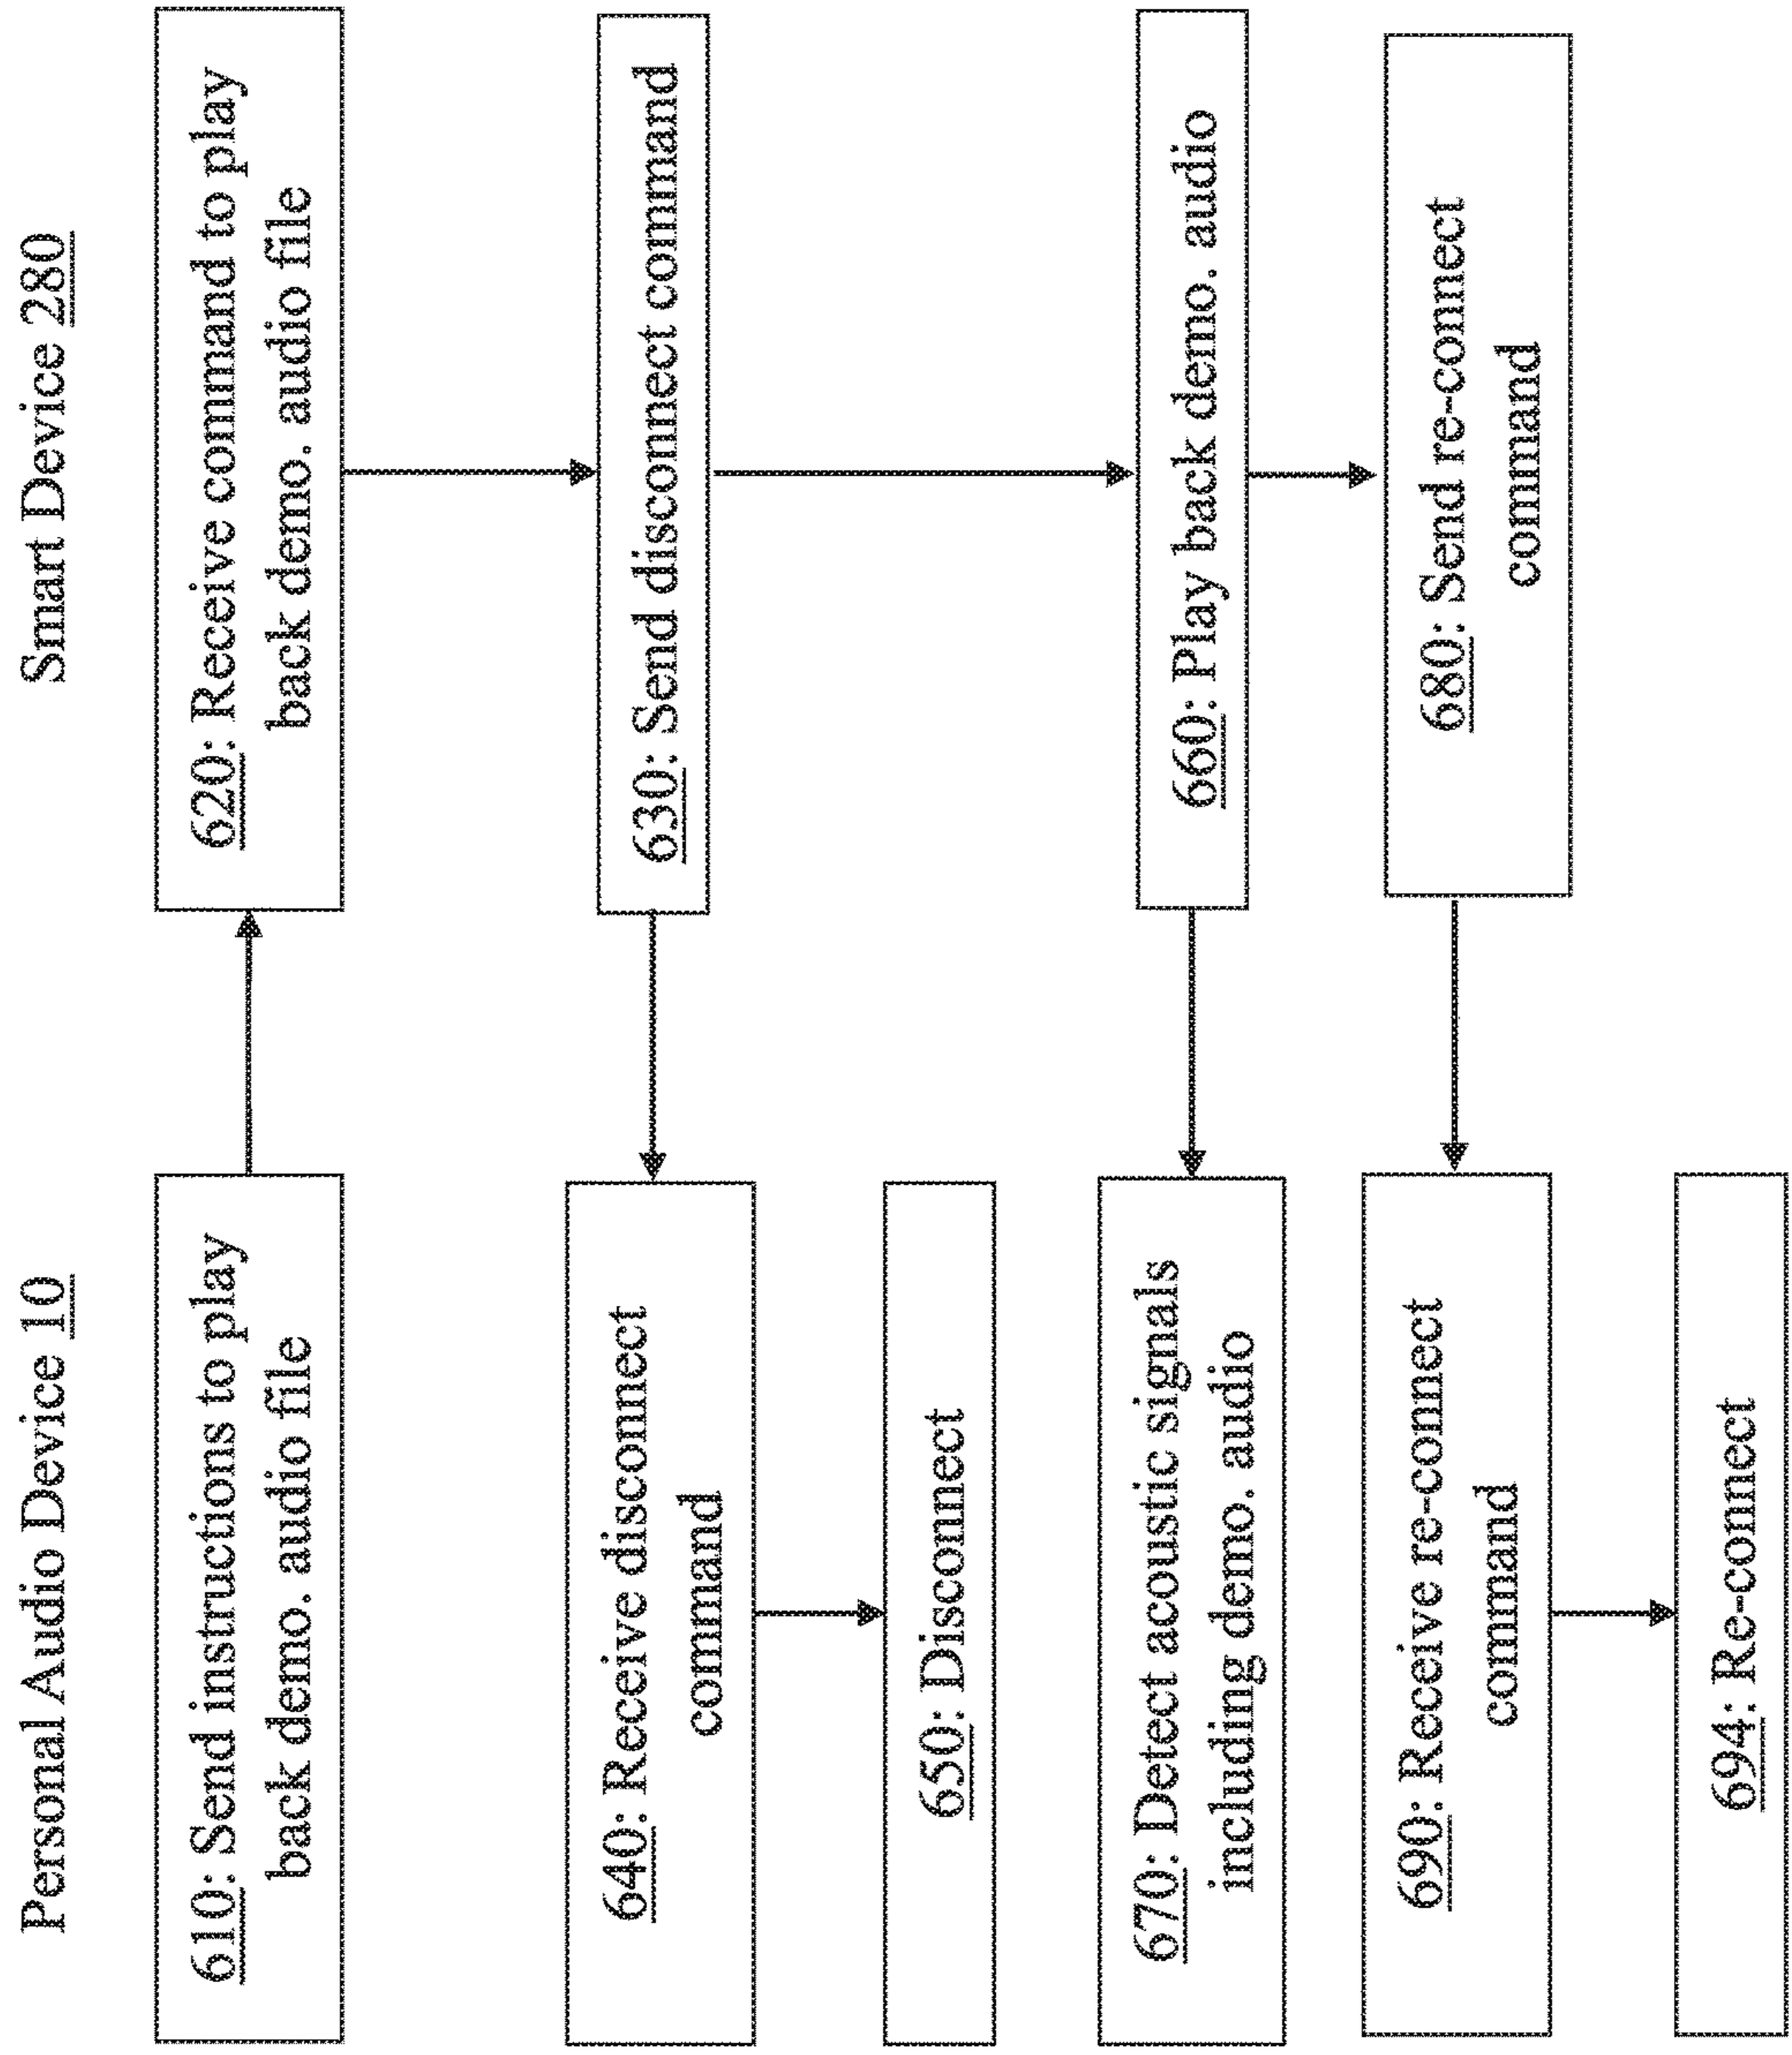 Personal Audio Device 10
Smart Device 280
610: Send instructions to play
back demo. audio file
620: Receive command to play
back demo. audio file
630: Send disconnect command
640: Receive disconnect
command
650: Disconnect
660: Play back demo. audio
670: Detect acoustic signals
including demo. audio
680: Send re-connect
command
690: Receive re-connect
command
694: Re-connect